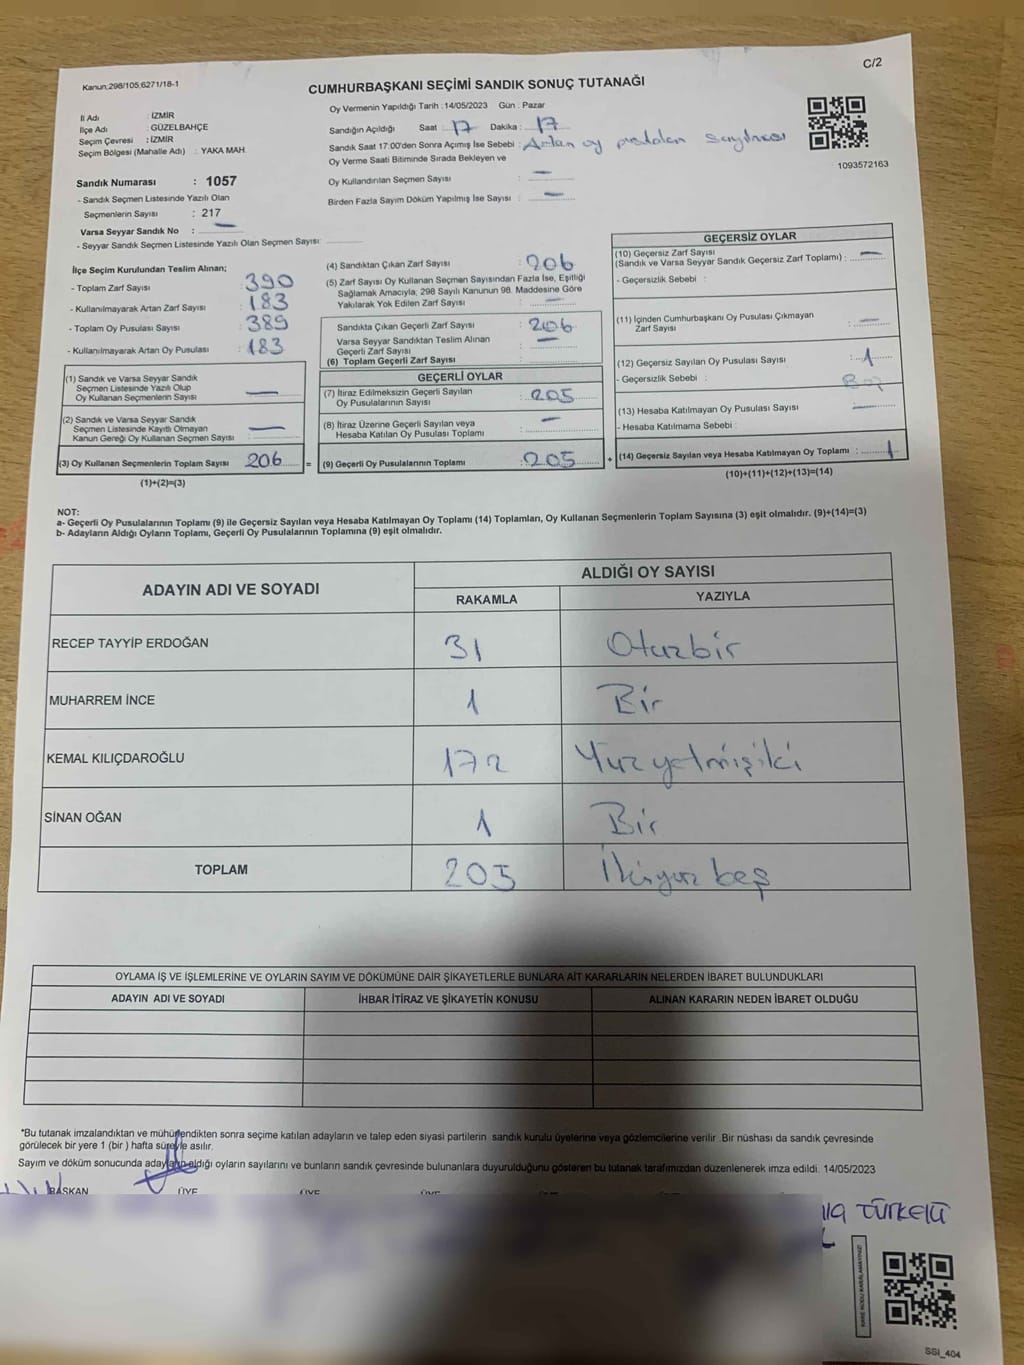 Kanun;298/105;6271/18-1
C/2
CUMHURBAŞKANI SEÇİMİ SANDIK SONUÇ TUTANAĞI
İl Adı : İZMİR
İlçe Adı : GÜZELBAHÇE
Seçim Çevresi : İZMİR
Seçim Bölgesi (Mahalle Adı) : YAKA MAH.
Oy Vermenin Yapıldığı Tarih : 14/05/2023 Gün : Pazar
Sandığın Açıldığı Saat : 17 Dakika : 17
Sandık Saat 17:00'den Sonra Açılmış İse Sebebi : Artan oy sayılması
Oy Verme Saati Bitiminde Sırada Bekleyen ve
Oy Kullandırılan Seçmen Sayısı : —
Birden Fazla Sayım Döküm Yapılmış İse Sayısı : —
1093572163
Sandık Numarası : 1057
- Sandık Seçmen Listesinde Yazılı Olan
Seçmenlerin Sayısı : 217
Varsa Seyyar Sandık No : —
- Seyyar Sandık Seçmen Listesinde Yazılı Olan Seçmen Sayısı:
İlçe Seçim Kurulundan Teslim Alınan;
- Toplam Zarf Sayısı : 390
- Kullanılmayarak Artan Zarf Sayısı : 183
- Toplam Oy Pusulası Sayısı : 389
- Kullanılmayarak Artan Oy Pusulası : 183
(1) Sandık ve Varsa Seyyar Sandık
Seçmen Listesinde Yazılı Olup
Oy Kullanan Seçmenlerin Sayısı —
(2) Sandık ve Varsa Seyyar Sandık
Seçmen Listesinde Kayıtlı Olmayan
Kanun Gereği Oy Kullanan Seçmen Sayısı : —
(3) Oy Kullanan Seçmenlerin Toplam Sayısı 206 =
(1)+(2)=(3)
(4) Sandıktan Çıkan Zarf Sayısı : 206
(5) Zarf Sayısı Oy Kullanan Seçmen Sayısından Fazla İse, Eşitliği
Sağlamak Amacıyla; 298 Sayılı Kanunun 98. Maddesine Göre
Yakılarak Yok Edilen Zarf Sayısı : —
Sandıkta Çıkan Geçerli Zarf Sayısı : 206
Varsa Seyyar Sandıktan Teslim Alınan
Geçerli Zarf Sayısı : —
(6) Toplam Geçerli Zarf Sayısı :
GEÇERLİ OYLAR
(7) İtiraz Edilmeksizin Geçerli Sayılan
Oy Pusulalarının Sayısı : 205
(8) İtiraz Üzerine Geçerli Sayılan veya
Hesaba Katılan Oy Pusulası Toplamı : —
(9) Geçerli Oy Pusulalarının Toplamı : 205 +
GEÇERSİZ OYLAR
(10) Geçersiz Zarf Sayısı
(Sandık ve Varsa Seyyar Sandık Geçersiz Zarf Toplamı) : —
- Geçersizlik Sebebi :
(11) İçinden Cumhurbaşkanı Oy Pusulası Çıkmayan
Zarf Sayısı : —
(12) Geçersiz Sayılan Oy Pusulası Sayısı : 1
- Geçersizlik Sebebi : Boş
(13) Hesaba Katılmayan Oy Pusulası Sayısı : —
- Hesaba Katılmama Sebebi :
(14) Geçersiz Sayılan veya Hesaba Katılmayan Oy Toplamı : 1
(10)+(11)+(12)+(13)=(14)
NOT:
a- Geçerli Oy Pusulalarının Toplamı (9) ile Geçersiz Sayılan veya Hesaba Katılmayan Oy Toplamı (14) Toplamları, Oy Kullanan Seçmenlerin Toplam Sayısına (3) eşit olmalıdır. (9)+(14)=(3)
b- Adayların Aldığı Oyların Toplamı, Geçerli Oy Pusulalarının Toplamına (9) eşit olmalıdır.
ADAYIN ADI VE SOYADI ALDIĞI OY SAYISI
RAKAMLA YAZIYLA
RECEP TAYYİP ERDOĞAN 31 Otuzbir
MUHARREM İNCE 1 Bir
KEMAL KILIÇDAROĞLU 172 Yüzyetmişiki
SİNAN OĞAN 1 Bir
TOPLAM 205 İkiyüz beş
OYLAMA İŞ VE İŞLEMLERİNE VE OYLARIN SAYIM VE DÖKÜMÜNE DAİR ŞİKAYETLERLE BUNLARA AİT KARARLARIN NELERDEN İBARET BULUNDUKLARI
ADAYIN ADI VE SOYADI İHBAR İTİRAZ VE ŞİKAYETİN KONUSU ALINAN KARARIN NEDEN İBARET OLDUĞU
*Bu tutanak imzalandıktan ve mühürlendikten sonra seçime katılan adayların ve talep eden siyasi partilerin sandık kurulu üyelerine veya gözlemcilerine verilir .Bir nüshası da sandık çevresinde
görülecek bir yere 1 (bir ) hafta süreyle asılır.
Sayım ve döküm sonucunda adayların aldığı oyların sayılarını ve bunların sandık çevresinde bulunanlara duyurulduğunu gösteren bu tutanak tarafımızdan düzenlenerek imza edildi. 14/05/2023
BAŞKAN ÜYE ÜYE ÜYE
TÜRKELÜ
KARE KODU KARALAMAYINIZ!
SSI_404